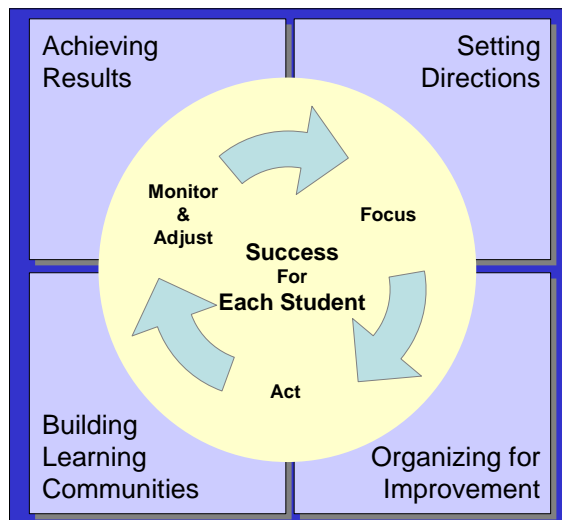 Achieving
Results
Setting
Directions
Monitor
&
Adjust
Focus
Success
For
Each Student
Act
Building
Learning
Communities
Organizing for
Improvement